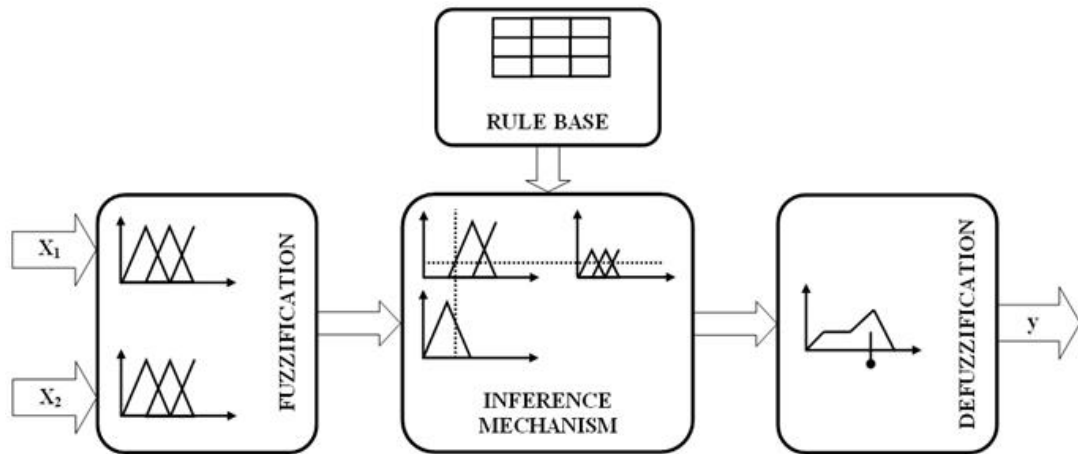 RULE BASE
X₁
X₂
FUZZIFICATION
INFERENCE
MECHANISM
DEFUZZIFICATION
y